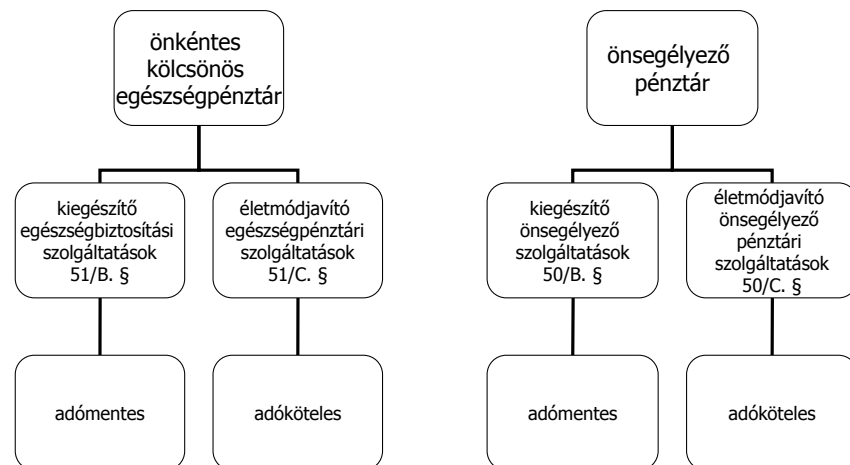 önkéntes
kölcsönös
egészségpénztár
kiegészítő
egészségbiztosítási
szolgáltatások
51/B. §
életmódjavító
egészségpénztári
szolgáltatások
51/C. §
adómentes
adóköteles
önsegélyező
pénztár
kiegészítő
önsegélyező
szolgáltatások
50/B. §
életmódjavító
önsegélyező
pénztári
szolgáltatások
50/C. §
adómentes
adóköteles